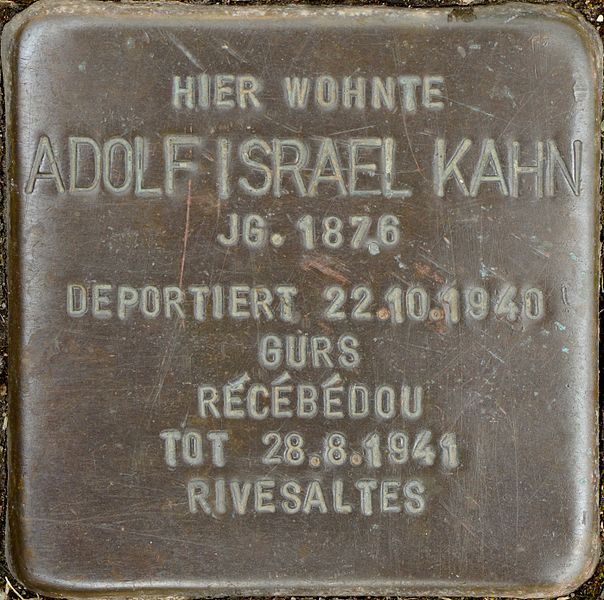 HIER WOHNTE
ADOLF ISRAEL KAHN
JG. 1876
DEPORTIERT 22.10.1940
GURS
RÉCÉBÉDOU
TOT 28.8.1941
RIVESALTES